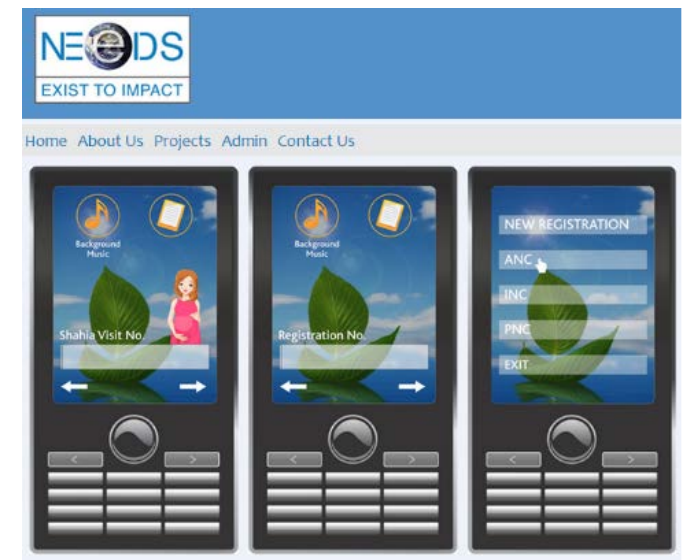 NEeDS
EXIST TO IMPACT
Home About Us Projects Admin Contact Us
Background
Music
Shahia Visit No.
Background
Music
Registration No.
NEW REGISTRATION
ANC
INC
PNC
EXIT
< >
< >
< >